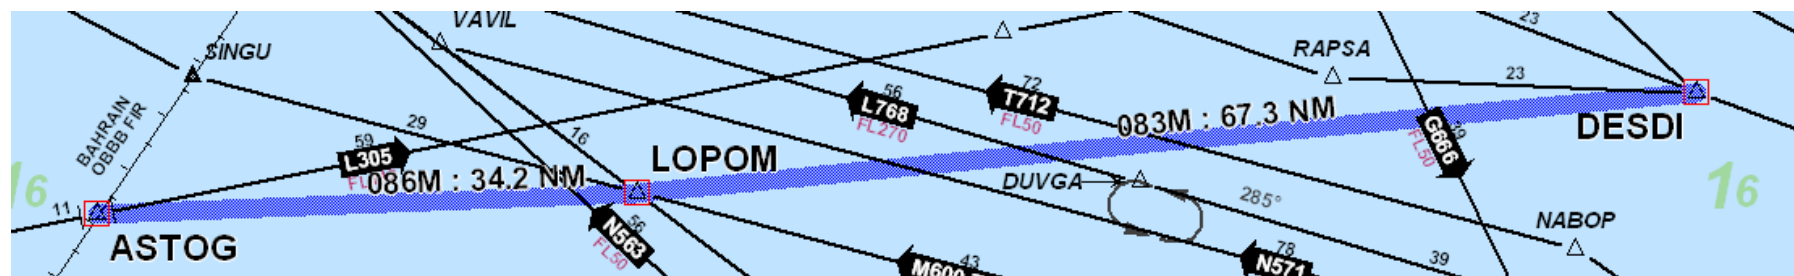 VAVIL
SINGU
BAHRAIN
OBBB FIR
11
16
ASTOG
59
L305
29
086M : 34.2 NM
16
LOPOM
56
N563
FL50
43
56
L768
FL270
72
T712
FL50
083M : 67.3 NM
DUVGA
285°
78
N571
39
RAPSA
23
23
39
G666
FL50
DESDI
16
NABOP